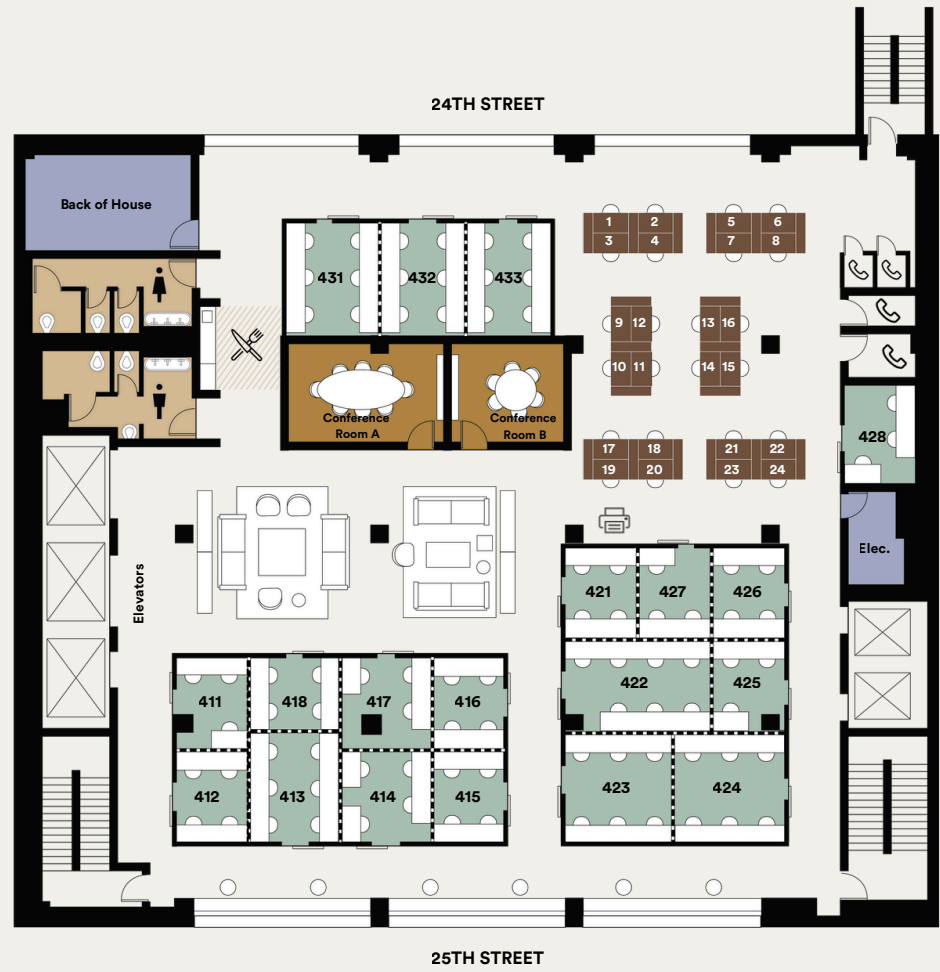 24TH STREET
Back of House
1 2 5 6
3 4 7 8
431 432 433
9 12 13 16
10 11 14 15
Conference
Room A
Conference
Room B
428
17 18 21 22
19 20 23 24
Elec.
Elevators
421 427 426
422 425
411 418 417 416
412 413 414 415
423 424
25TH STREET